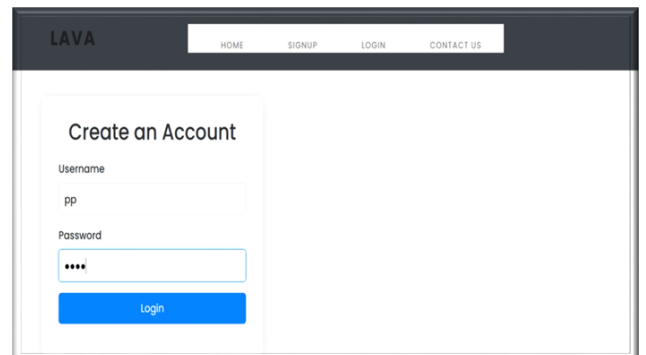 LAVA
HOME SIGNUP LOGIN CONTACT US
Create an Account
Username
pp
Password
••••
Login